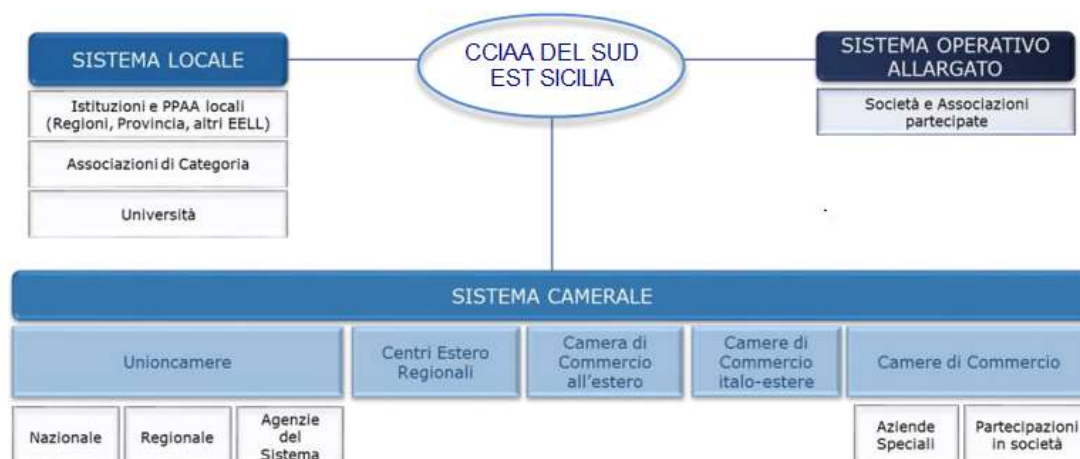 CCIAA DEL SUD
EST SICILIA
SISTEMA LOCALE
Istituzioni e PPAA locali
(Regioni, Provincia, altri EELL)
Associazioni di Categoria
Università
SISTEMA OPERATIVO
ALLARGATO
Società e Associazioni
partecipate
SISTEMA CAMERALE
Unioncamere
Centri Estero
Regionali
Camera di
Commercio
all'estero
Camere di
Commercio
italo-estere
Camere di Commercio
Nazionale
Regionale
Agenzie
del
Sistema
Aziende
Speciali
Partecipazioni
in società